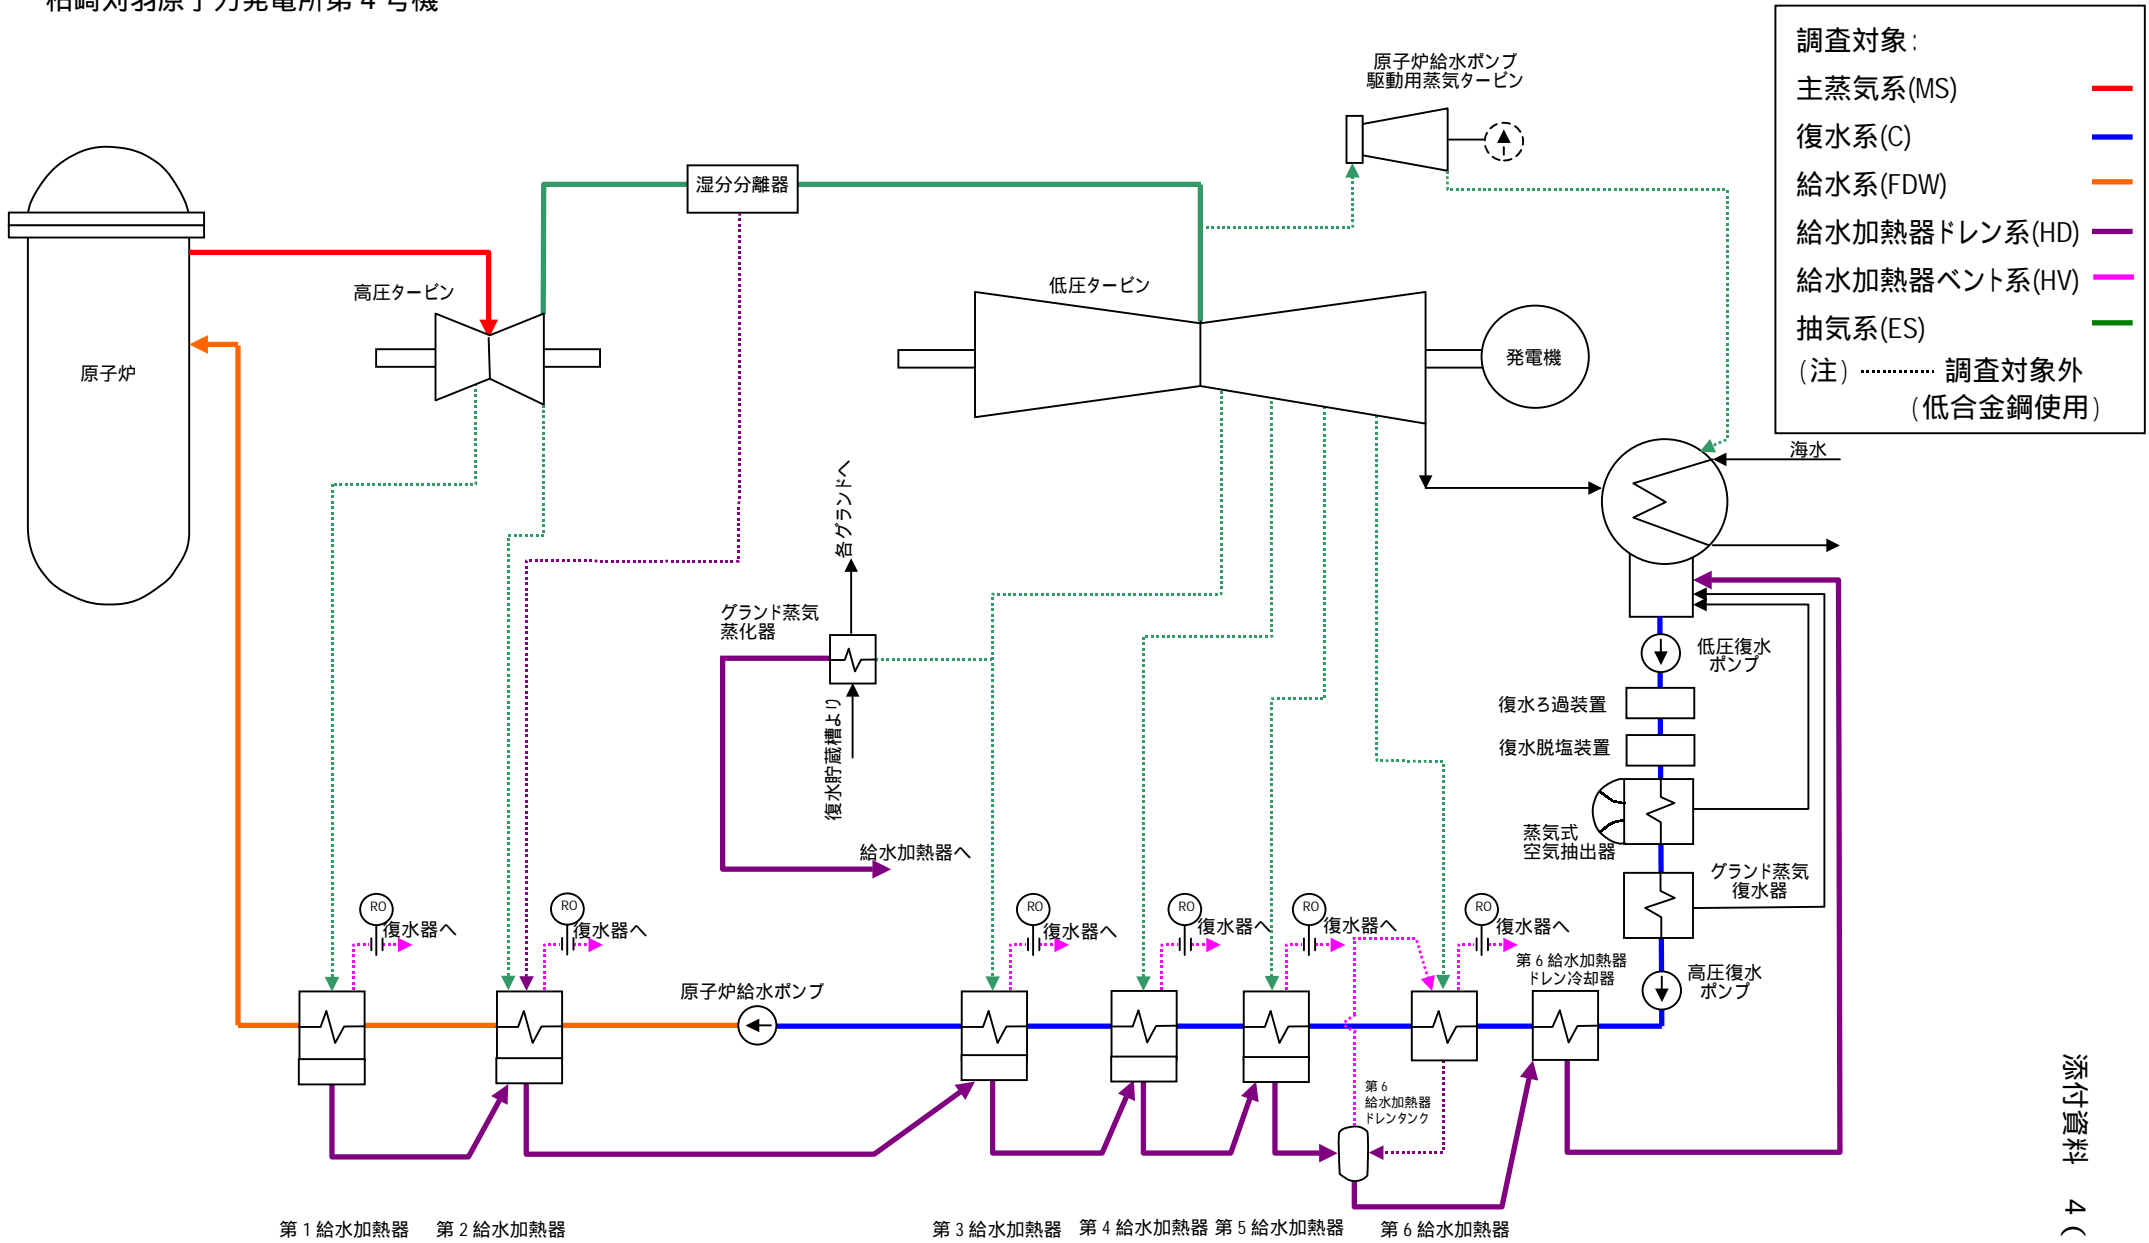 柏崎刈羽原子力発電所第4号機
調査対象:
主蒸気系(MS)
復水系(C)
給水系(FDW)
給水加熱器ドレン系(HD)
給水加熱器ベント系(HV)
抽気系(ES)
(注) 調査対象外
(低合金鋼使用)
原子炉給水ポンプ
駆動用蒸気タービン
湿分分離器
高圧タービン
低圧タービン
発電機
原子炉
海水
各グランドへ
グランド蒸気
蒸化器
復水貯蔵槽より
給水加熱器へ
低圧復水
ポンプ
復水ろ過装置
復水脱塩装置
蒸気式
空気抽出器
グランド蒸気
復水器
高圧復水
ポンプ
RO
復水器へ
RO
復水器へ
RO
復水器へ
RO
復水器へ
RO
復水器へ
RO
復水器へ
第6給水加熱器
ドレン冷却器
原子炉給水ポンプ
第6
給水加熱器
ドレンタンク
第1給水加熱器
第2給水加熱器
第3給水加熱器
第4給水加熱器
第5給水加熱器
第6給水加熱器
添付資料 4(